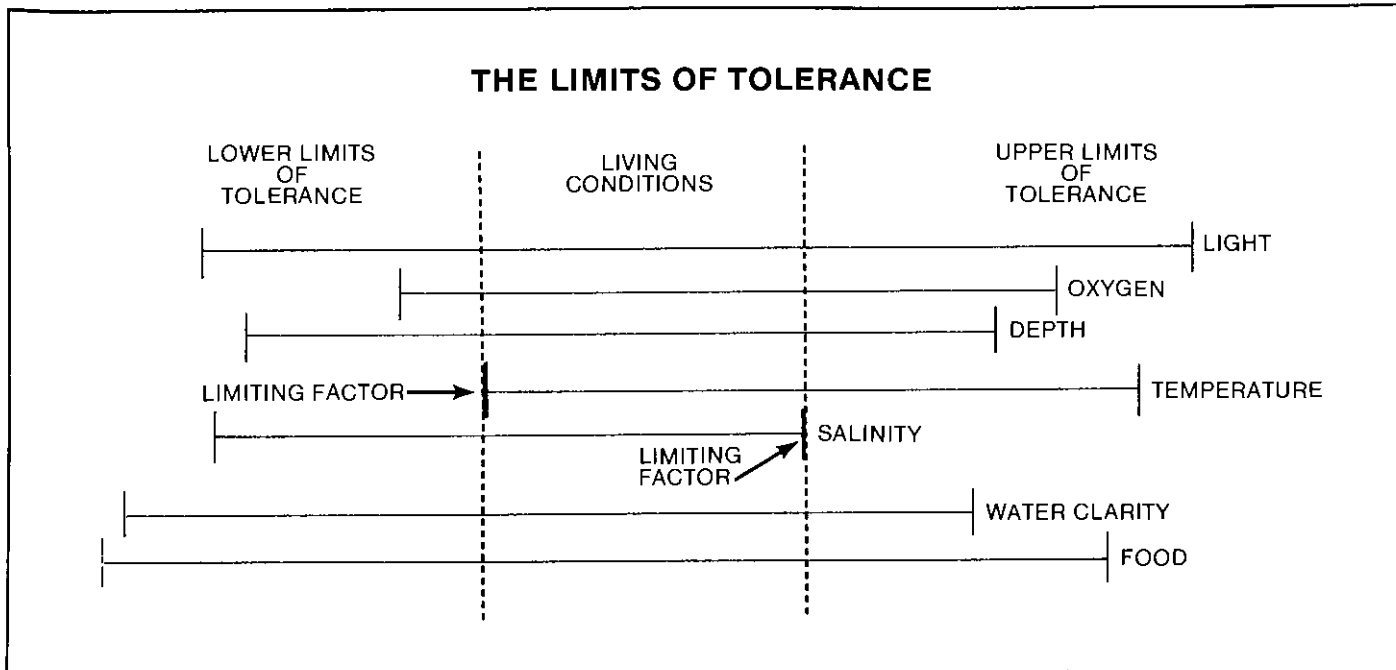 THE LIMITS OF TOLERANCE
LOWER LIMITS
OF
TOLERANCE
LIVING
CONDITIONS
UPPER LIMITS
OF
TOLERANCE
LIGHT
OXYGEN
DEPTH
LIMITING FACTOR
TEMPERATURE
SALINITY
LIMITING
FACTOR
WATER CLARITY
FOOD